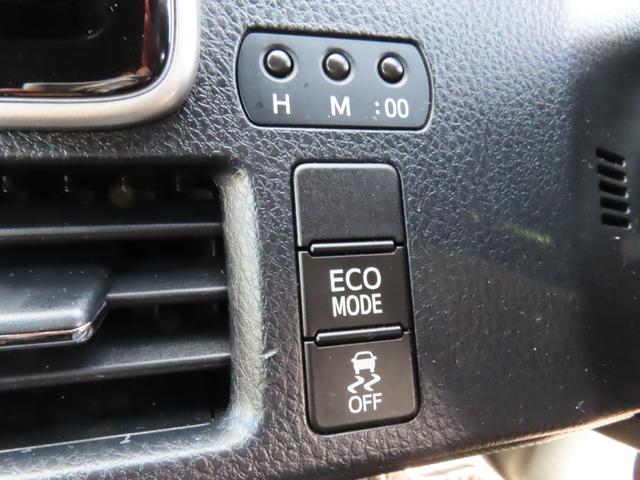 H M :00
ECO
MODE
OFF